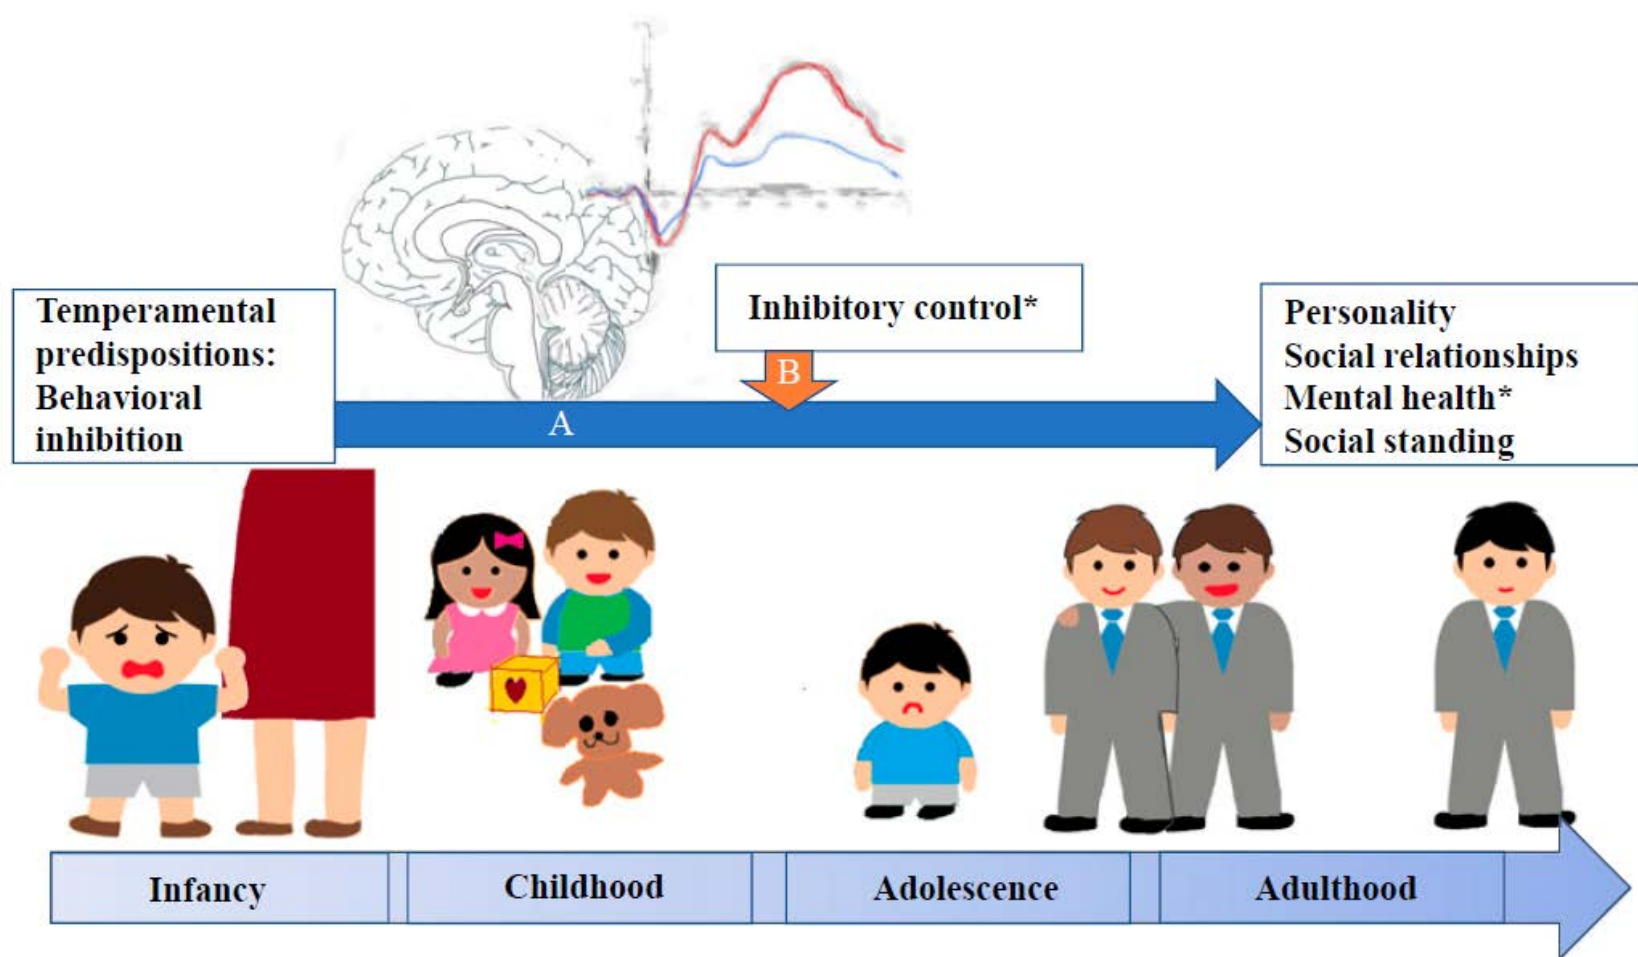 Temperamental
predispositions:
Behavioral
inhibition
Inhibitory control*
B
A
Personality
Social relationships
Mental health*
Social standing
Infancy
Childhood
Adolescence
Adulthood